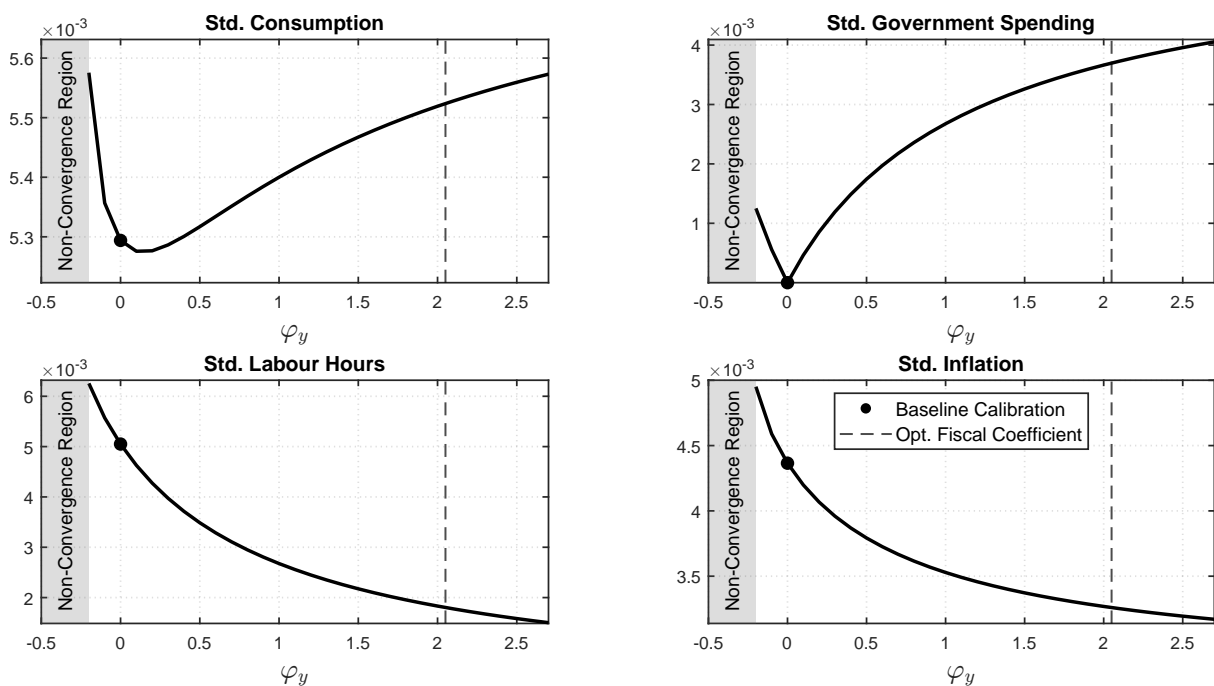 Std. Consumption
×10⁻³
5.6
5.5
5.4
5.3
Non-Convergence Region
-0.5 0 0.5 1 1.5 2 2.5
φ_y
Std. Government Spending
×10⁻³
4
3
2
1
Non-Convergence Region
-0.5 0 0.5 1 1.5 2 2.5
φ_y
Std. Labour Hours
×10⁻³
6
5
4
3
2
Non-Convergence Region
-0.5 0 0.5 1 1.5 2 2.5
φ_y
Std. Inflation
×10⁻³
5
4.5
4
3.5
Non-Convergence Region
Baseline Calibration
Opt. Fiscal Coefficient
-0.5 0 0.5 1 1.5 2 2.5
φ_y